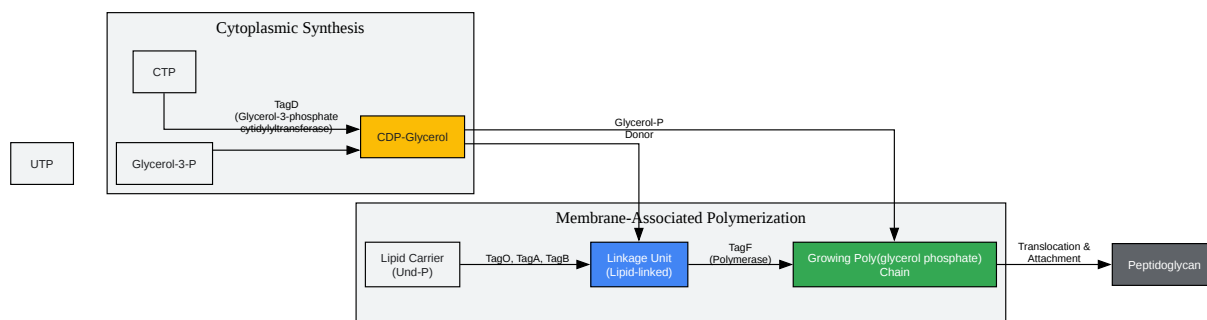 Cytoplasmic Synthesis
CTP
TagD
(Glycerol-3-phosphate
cytidylyltransferase)
CDP-Glycerol
Glycerol-P
Donor
UTP
Glycerol-3-P
Membrane-Associated Polymerization
Lipid Carrier
(Und-P)
TagO, TagA, TagB
Linkage Unit
(Lipid-linked)
TagF
(Polymerase)
Growing Poly(glycerol phosphate)
Chain
Translocation &
Attachment
Peptidoglycan